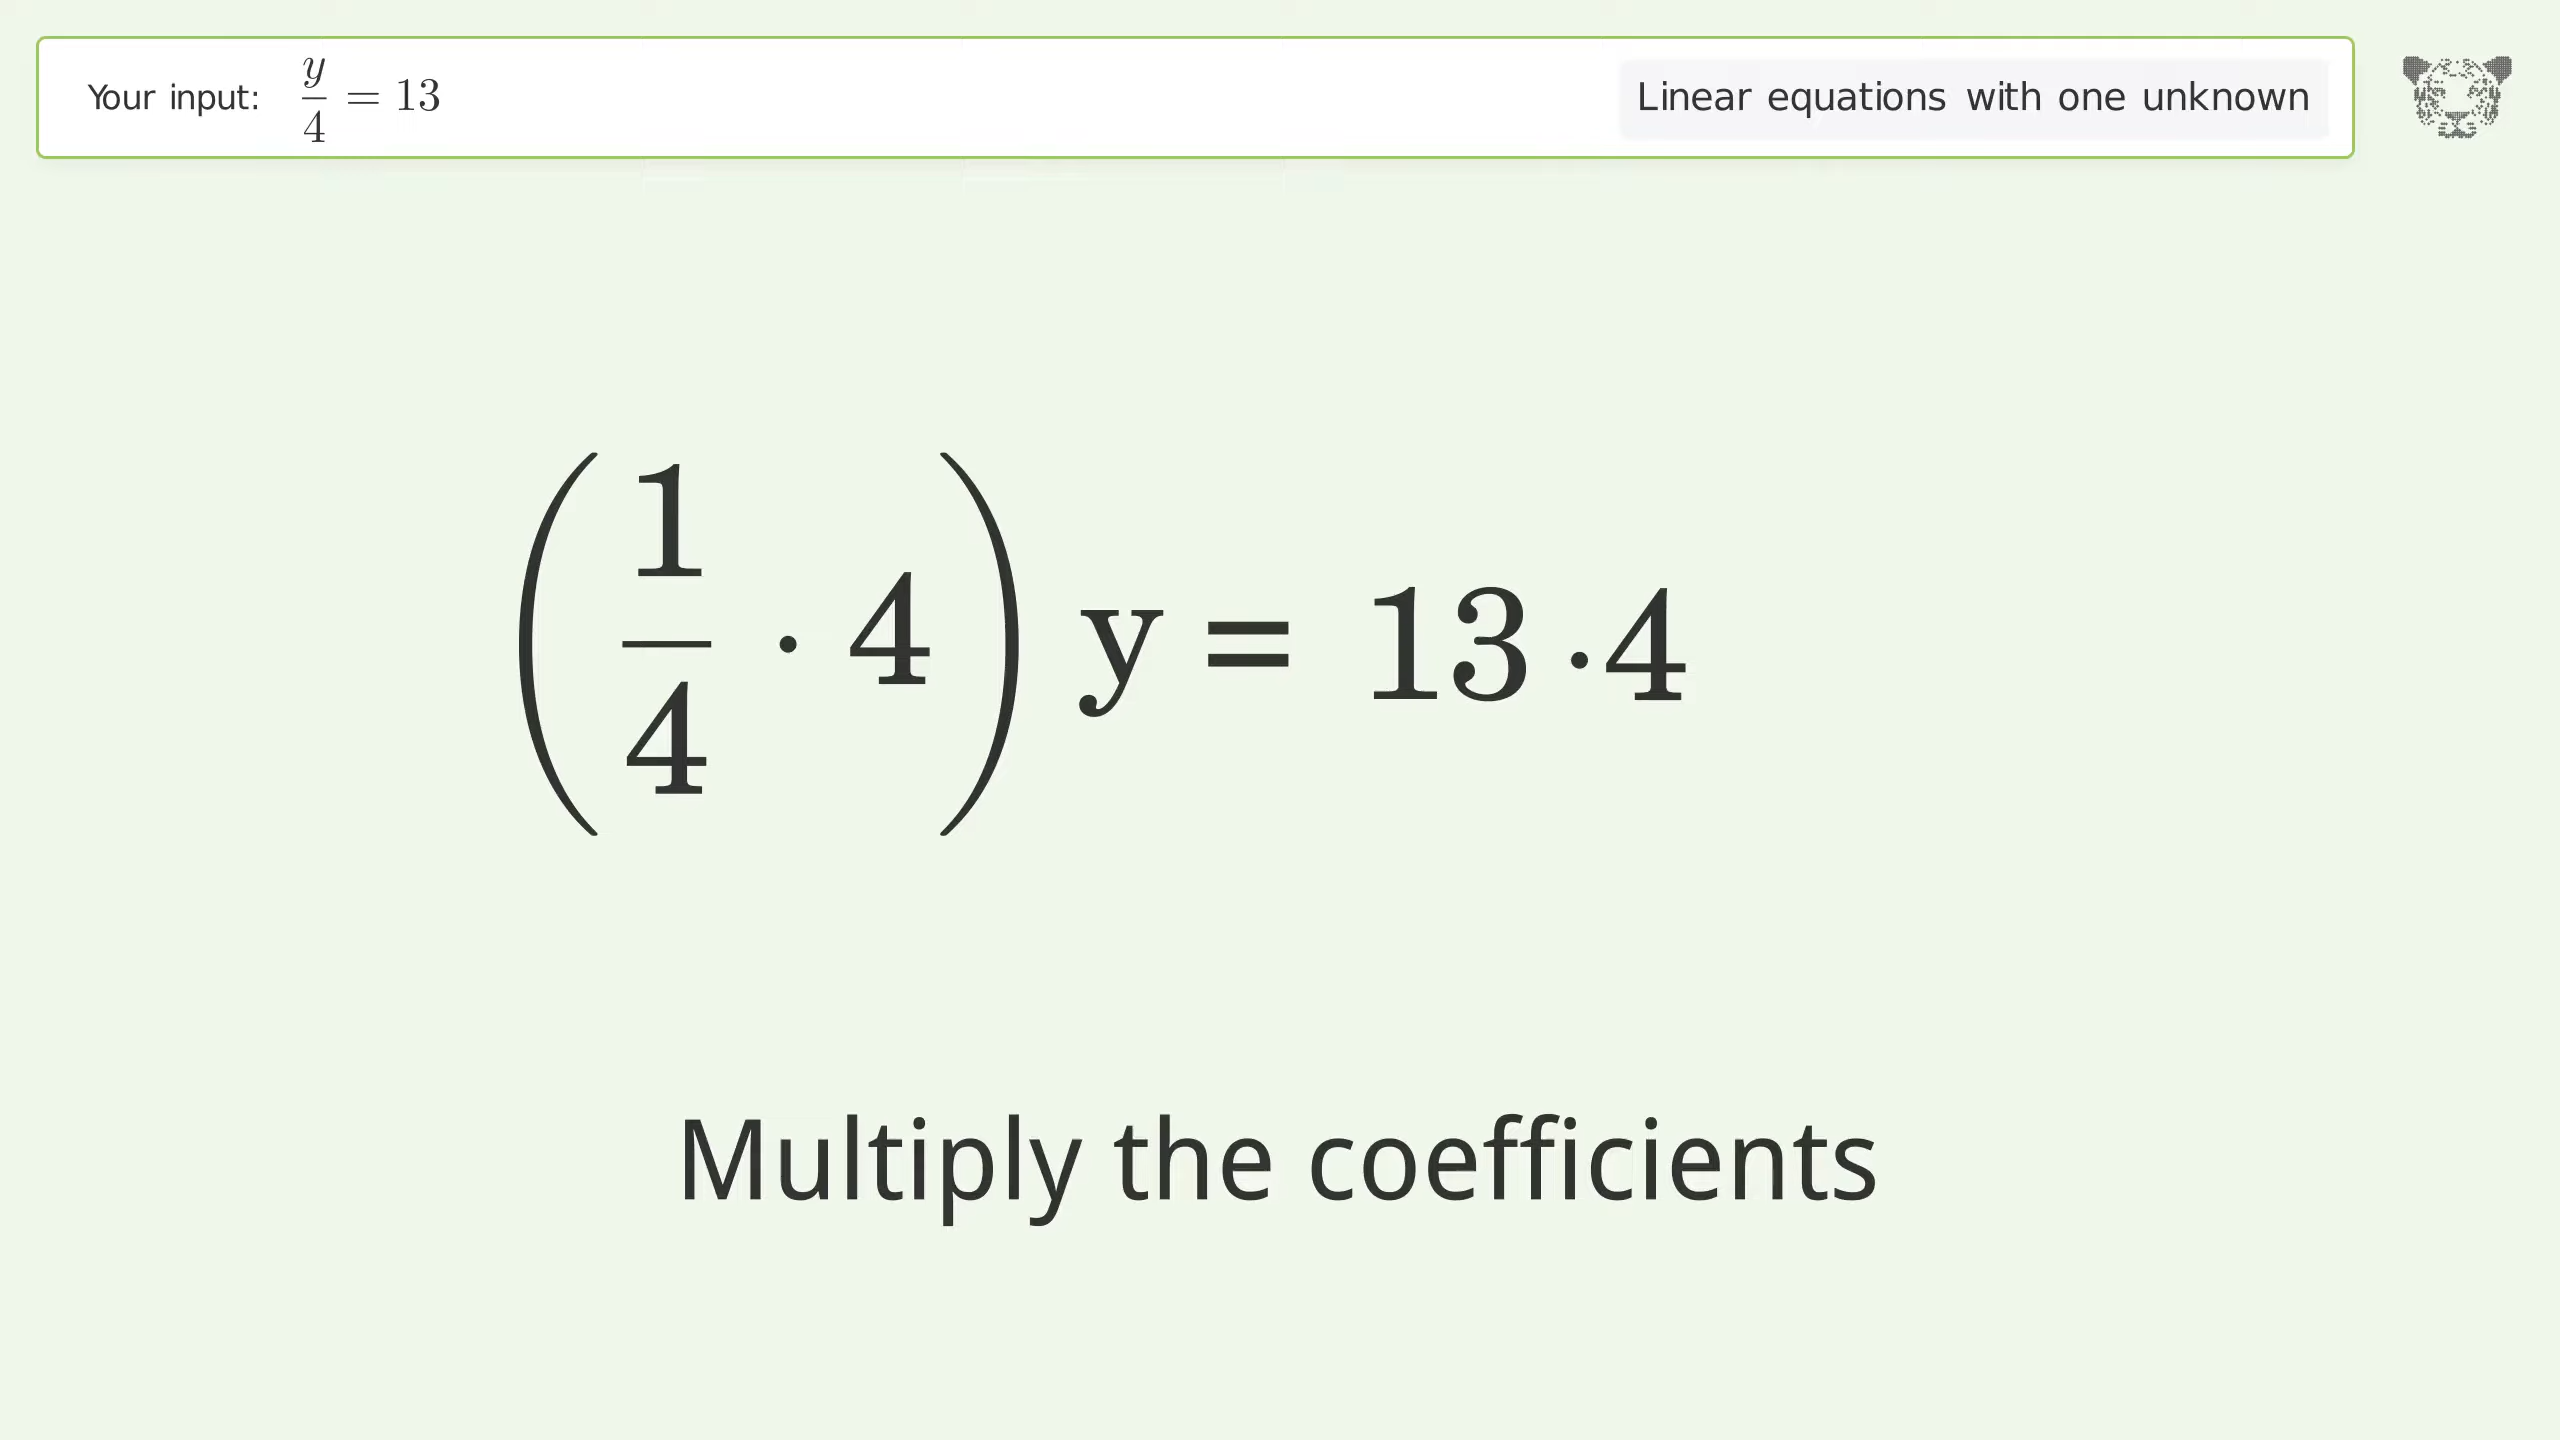 Your input: y/4 = 13
Linear equations with one unknown
(1/4 · 4) y = 13 · 4
Multiply the coefficients